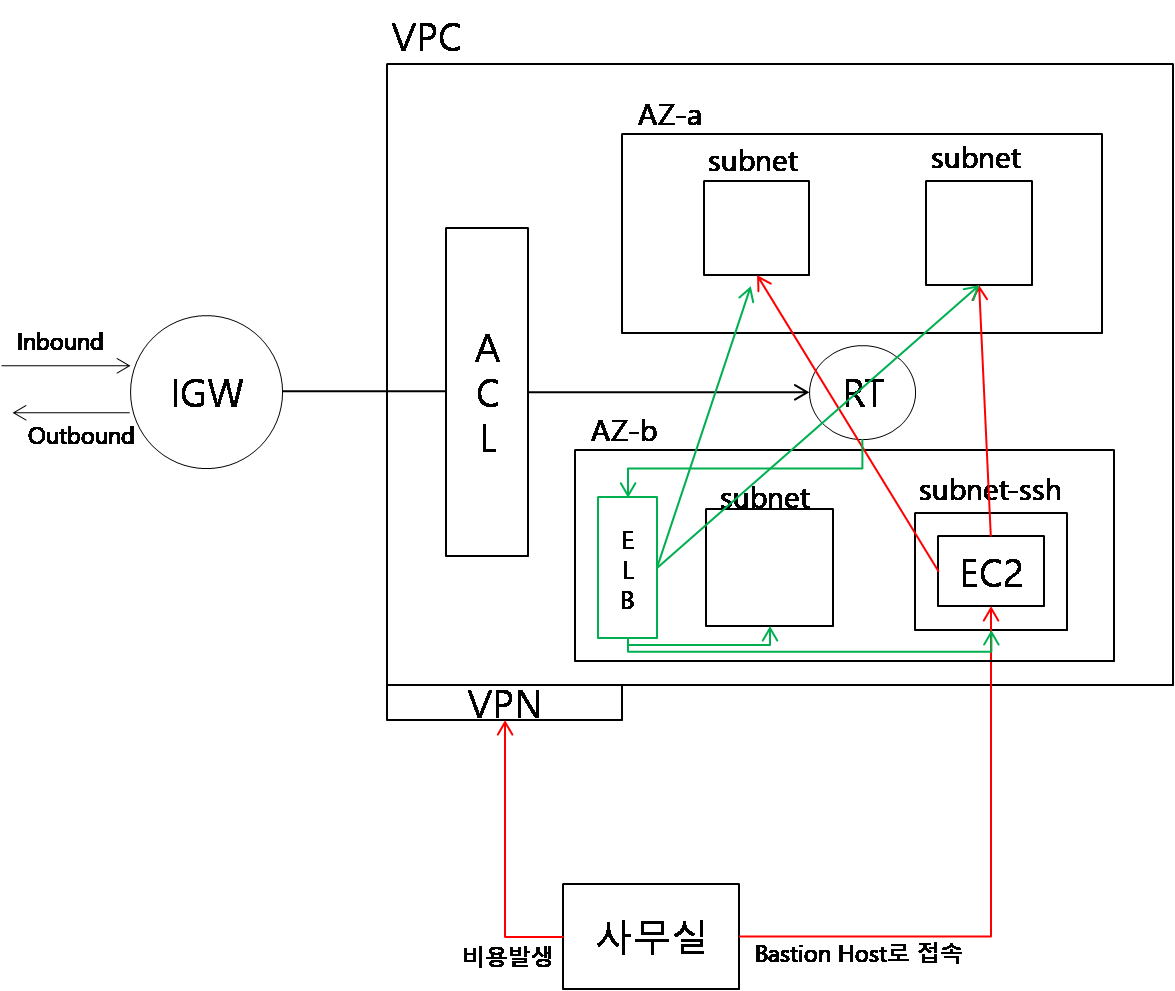 VPC
AZ-a
subnet
subnet
Inbound
IGW
Outbound
A
C
L
RT
AZ-b
subnet
subnet-ssh
E
L
B
EC2
VPN
사무실
비용발생
Bastion Host로 접속